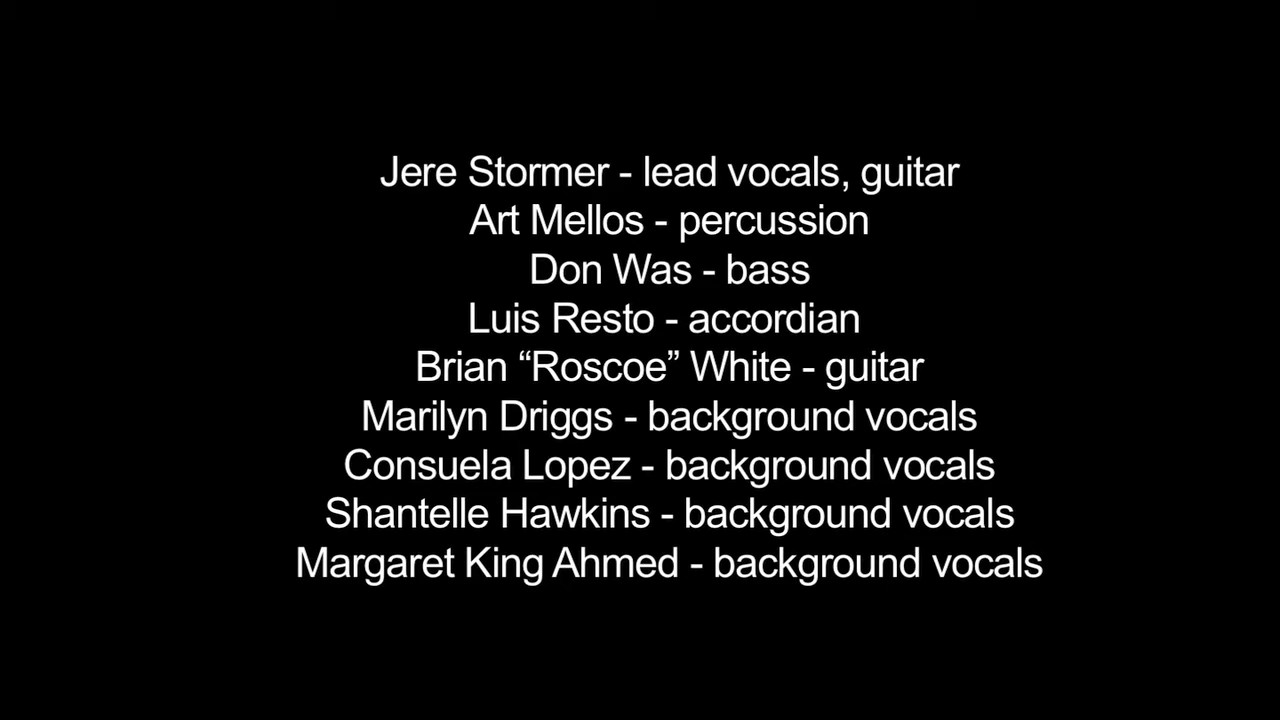 Jere Stormer - lead vocals, guitar
Art Mellos - percussion
Don Was - bass
Luis Resto - accordian
Brian “Roscoe” White - guitar
Marilyn Driggs - background vocals
Consuela Lopez - background vocals
Shantelle Hawkins - background vocals
Margaret King Ahmed - background vocals